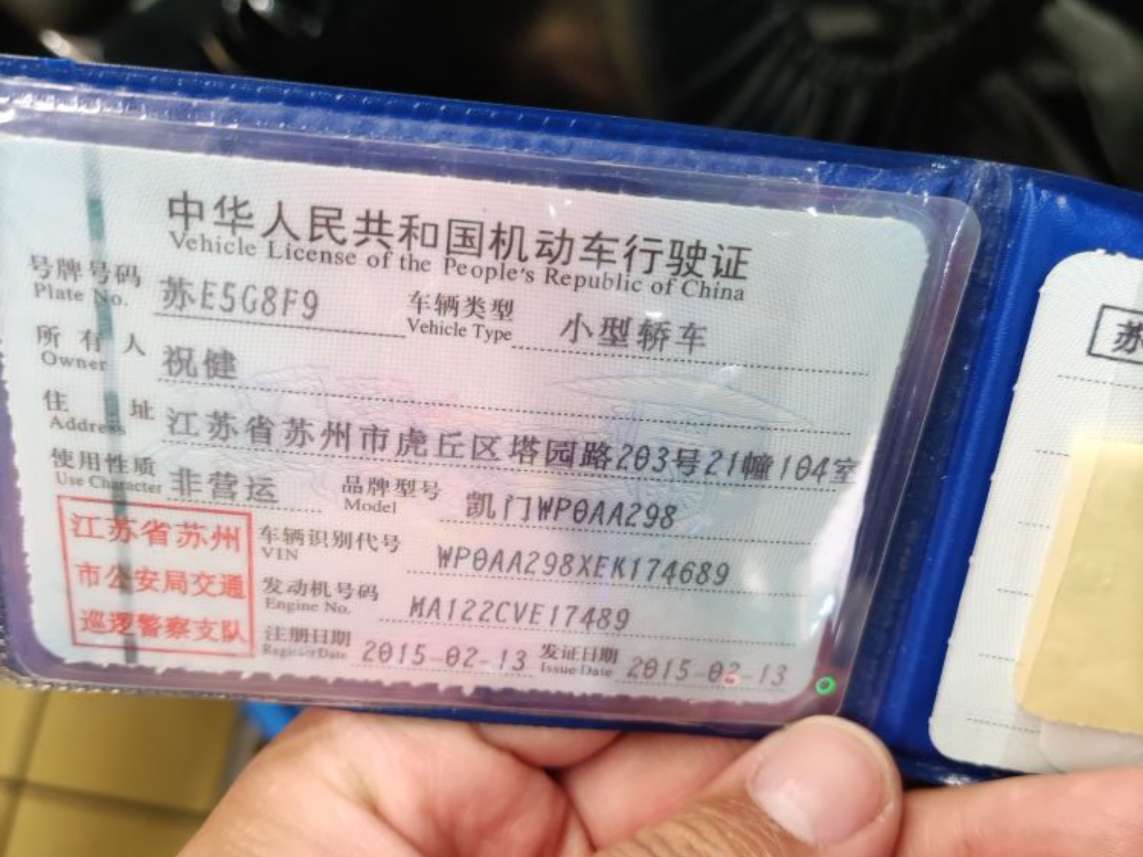 中华人民共和国机动车行驶证
Vehicle License of the People's Republic of China
号牌号码 苏E5G8F9 车辆类型 小型轿车
Plate No. Vehicle Type
所有人 祝健
Owner
住址 江苏省苏州市虎丘区塔园路203号21幢104室
Address
使用性质 非营运 品牌型号 凯门WP0AA298
Use Character Model
江苏省苏州
市公安局交通
巡逻警察支队
车辆识别代号 WP0AA298XEK174689
VIN
发动机号码 MA122CVE17489
Engine No.
注册日期 2015-02-13 发证日期 2015-02-13
Register Date Issue Date
苏